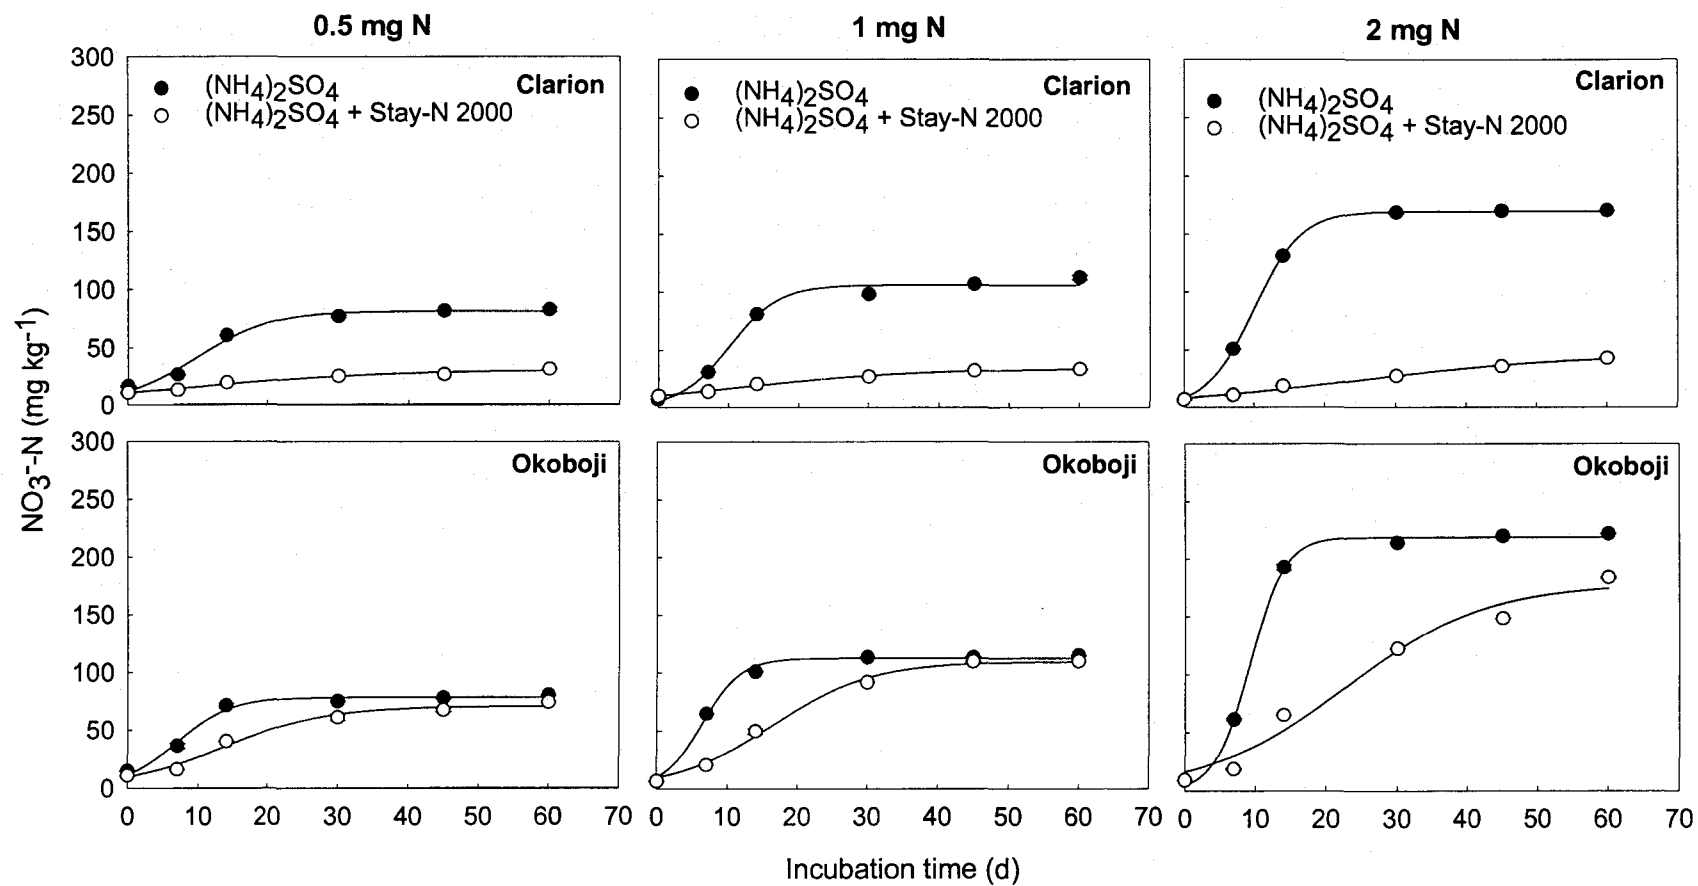 0.5 mg N
1 mg N
2 mg N
300
250
200
150
100
50
0
(NH4)2SO4
(NH4)2SO4 + Stay-N 2000
Clarion
(NH4)2SO4
(NH4)2SO4 + Stay-N 2000
Clarion
(NH4)2SO4
(NH4)2SO4 + Stay-N 2000
Clarion
NO3⁻-N (mg kg⁻¹)
300
250
200
150
100
50
0
Okoboji
Okoboji
Okoboji
0 10 20 30 40 50 60 70
0 10 20 30 40 50 60 70
0 10 20 30 40 50 60 70
Incubation time (d)